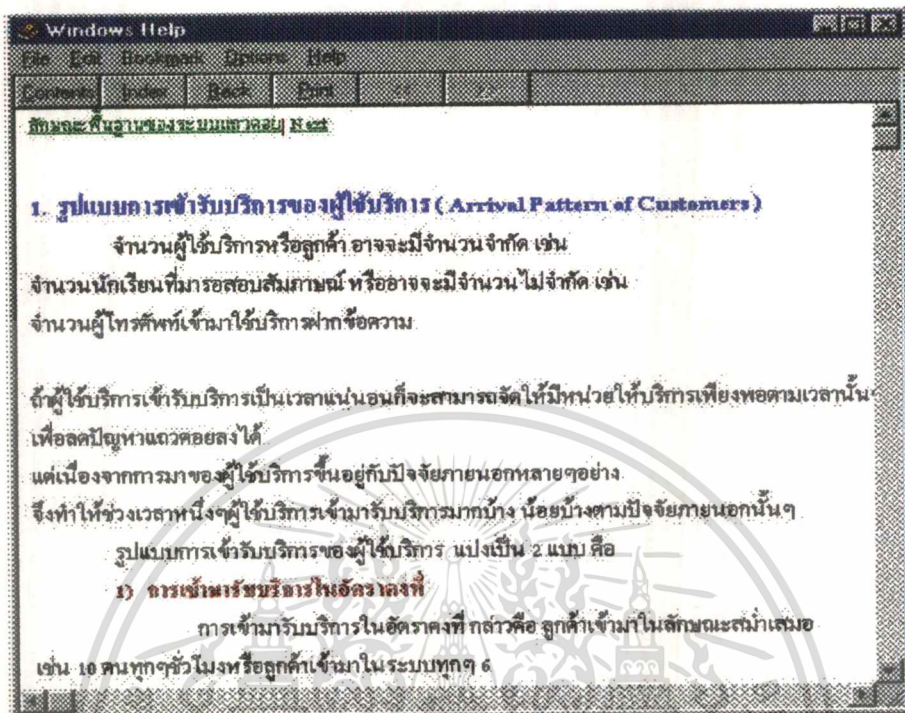 Windows Help
File Edit Bookmark Options Help
Contents Index Back Print << >>
ลักษณะพื้นฐานของระบบแถวคอย| Next
1. รูปแบบการเข้ารับบริการของผู้ใช้บริการ ( Arrival Pattern of Customers )
จำนวนผู้ใช้บริการหรือลูกค้า อาจจะมีจำนวนจำกัด เช่น
จำนวนนักเรียนที่มารอสอบสัมภาษณ์ หรืออาจจะมีจำนวนไม่จำกัด เช่น
จำนวนผู้โทรศัพท์เข้ามาใช้บริการฝากข้อความ
ถ้าผู้ใช้บริการเข้ารับบริการเป็นเวลาแน่นอนก็จะสามารถจัดให้มีหน่วยให้บริการเพียงพอตามเวลานั้น
เพื่อลดปัญหาแถวคอยลงได้
แต่เนื่องจากการมาของผู้ใช้บริการขึ้นอยู่กับปัจจัยภายนอกหลายๆอย่าง
จึงทำให้ช่วงเวลาหนึ่งๆผู้ใช้บริการเข้ามารับบริการมากบ้าง น้อยบ้างตามปัจจัยภายนอกนั้นๆ
รูปแบบการเข้ารับบริการของผู้ใช้บริการ แบ่งเป็น 2 แบบ คือ
1) การเข้ามารับบริการในอัตราคงที่
การเข้ามารับบริการในอัตราคงที่ กล่าวคือ ลูกค้าเข้ามาในลักษณะสม่ำเสมอ
เช่น 10 คนทุกๆชั่วโมงหรือลูกค้าเข้ามาในระบบทุกๆ 6